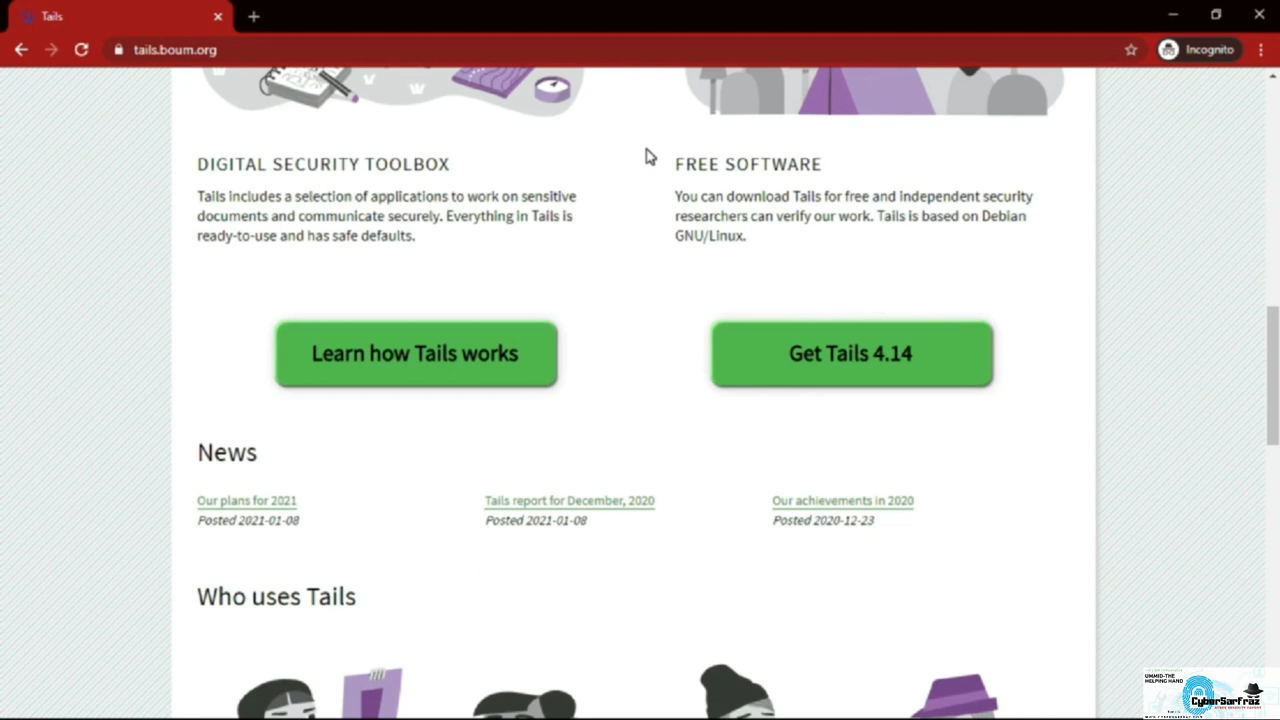 Tails
tails.boum.org
Incognito
DIGITAL SECURITY TOOLBOX
Tails includes a selection of applications to work on sensitive
documents and communicate securely. Everything in Tails is
ready-to-use and has safe defaults.
FREE SOFTWARE
You can download Tails for free and independent security
researchers can verify our work. Tails is based on Debian
GNU/Linux.
Learn how Tails works
Get Tails 4.14
News
Our plans for 2021
Posted 2021-01-08
Tails report for December, 2020
Posted 2021-01-08
Our achievements in 2020
Posted 2020-12-23
Who uses Tails
UMMID-THE
HELPING HAND
CyberSarFraz